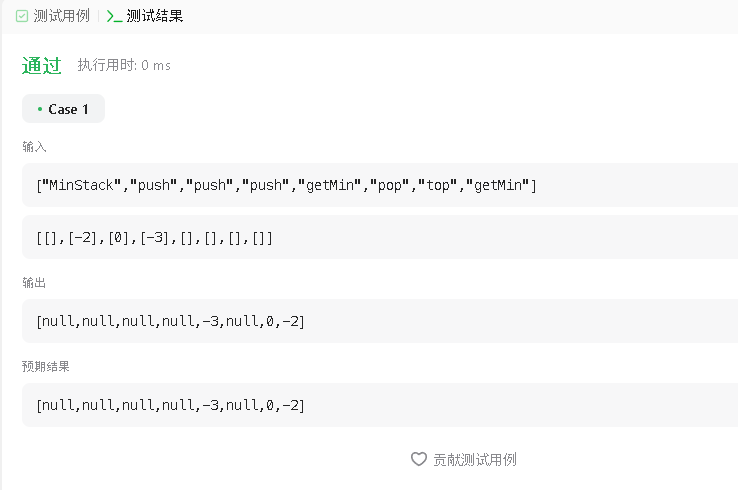 测试用例 测试结果
通过 执行用时: 0 ms
Case 1
输入
["MinStack","push","push","push","getMin","pop","top","getMin"]
[[],[-2],[0],[-3],[],[],[],[]]
输出
[null,null,null,null,-3,null,0,-2]
预期结果
[null,null,null,null,-3,null,0,-2]
贡献测试用例